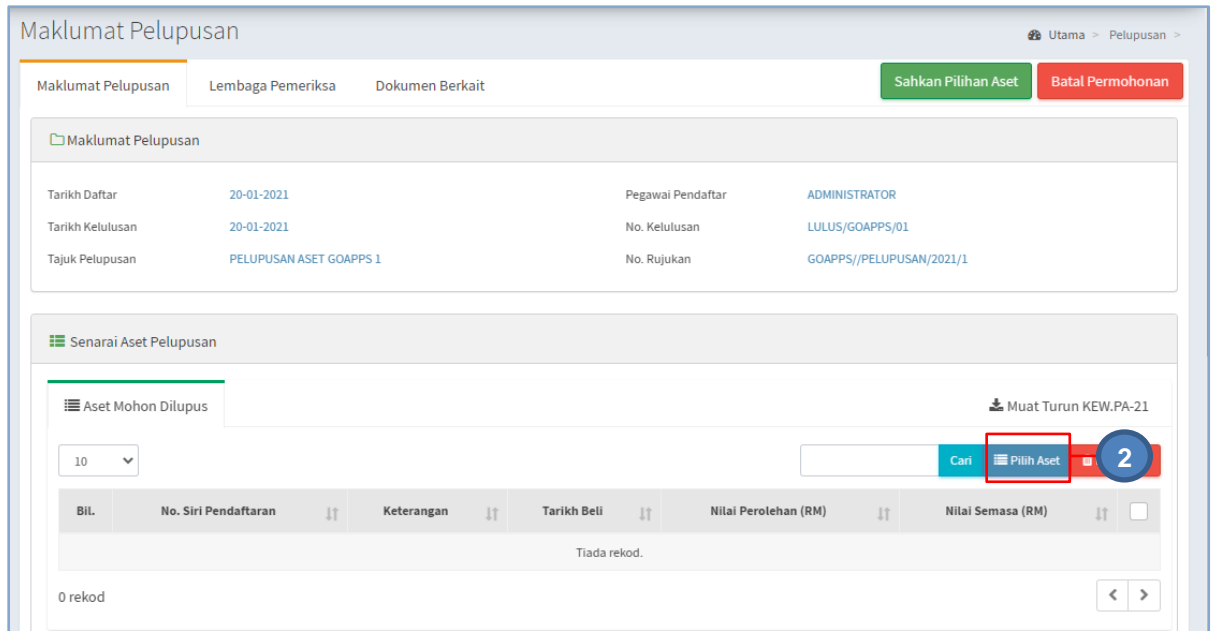 Maklumat Pelupusan
Utama > Pelupusan >
Maklumat Pelupusan Lembaga Pemeriksa Dokumen Berkait Sahkan Pilihan Aset Batal Permohonan
Maklumat Pelupusan
Tarikh Daftar 20-01-2021 Pegawai Pendaftar ADMINISTRATOR
Tarikh Kelulusan 20-01-2021 No. Kelulusan LULUS/GOAPPS/01
Tajuk Pelupusan PELUPUSAN ASET GOAPPS 1 No. Rujukan GOAPPS//PELUPUSAN/2021/1
Senarai Aset Pelupusan
Aset Mohon Dilupus Muat Turun KEW.PA-21
10 Cari Pilih Aset 2
Bil. No. Siri Pendaftaran Keterangan Tarikh Beli Nilai Perolehan (RM) Nilai Semasa (RM)
Tiada rekod.
0 rekod < >